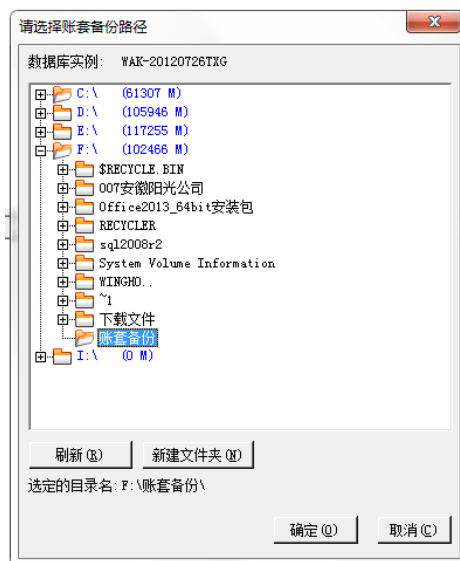 请选择账套备份路径
数据库实例: WAK-20120726TXG
C:\ (61307 M)
D:\ (105946 M)
E:\ (117255 M)
F:\ (102466 M)
$RECYCLE.BIN
007安徽阳光公司
Office2013_64bit安装包
RECYCLER
sql2008r2
System Volume Information
WINGHO..
~1
下载文件
账套备份
I:\ (0 M)
刷新(R) 新建文件夹(N)
选定的目录名:F:\账套备份\
确定(O) 取消(C)